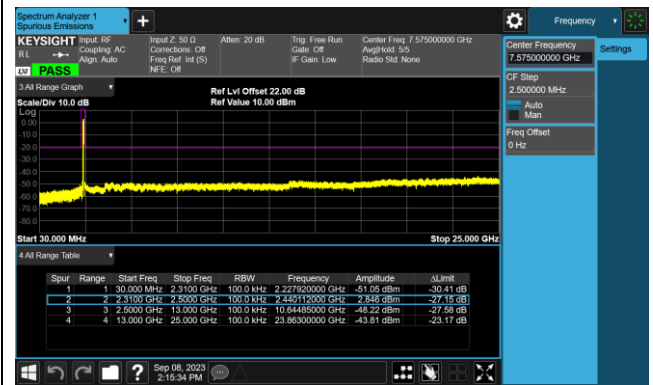 Spectrum Analyzer 1
Spurious Emissions
Frequency
KEYSIGHT Input: RF
RL
Coupling: AC
Align: Auto
Input Z: 50 Ω
Corrections: Off
Freq Ref: Int (S)
NFE: Off
Atten: 20 dB
Trig: Free Run
Gate: Off
IF Gain: Low
Center Freq: 7.575000000 GHz
Avg|Hold: 5/5
Radio Std: None
LXI PASS
Center Frequency
7.575000000 GHz
Settings
CF Step
2.500000 MHz
Auto
Man
Freq Offset
0 Hz
3 All Range Graph
Scale/Div 10.0 dB
Ref Lvl Offset 22.00 dB
Ref Value 10.00 dBm
Log
0.00
-10.0
-20.0
-30.0
-40.0
-50.0
-60.0
-70.0
-80.0
Start 30.000 MHz
Stop 25.000 GHz
4 All Range Table
Spur Range Start Freq Stop Freq RBW Frequency Amplitude ΔLimit
1 1 30.000 MHz 2.3100 GHz 100.0 kHz 2.227920000 GHz -51.05 dBm -30.41 dB
2 2 2.3100 GHz 2.5000 GHz 100.0 kHz 2.440112000 GHz 2.846 dBm -27.15 dB
3 3 2.5000 GHz 13.000 GHz 100.0 kHz 10.64485000 GHz -48.22 dBm -27.58 dB
4 4 13.000 GHz 25.000 GHz 100.0 kHz 23.86300000 GHz -43.81 dBm -23.17 dB
Sep 08, 2023
2:15:34 PM